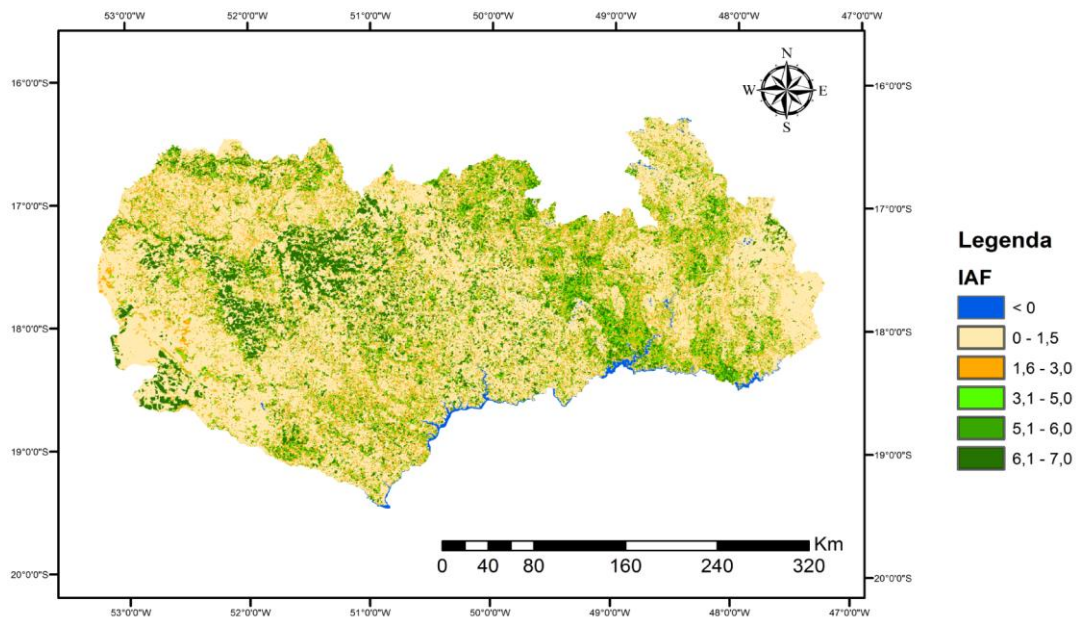 53°0'0"W 52°0'0"W 51°0'0"W 50°0'0"W 49°0'0"W 48°0'0"W 47°0'0"W
N
W E
S
16°0'0"S 16°0'0"S
17°0'0"S 17°0'0"S
18°0'0"S 18°0'0"S
19°0'0"S 19°0'0"S
20°0'0"S 20°0'0"S
Legenda
IAF
< 0
0 - 1,5
1,6 - 3,0
3,1 - 5,0
5,1 - 6,0
6,1 - 7,0
Km
0 40 80 160 240 320
53°0'0"W 52°0'0"W 51°0'0"W 50°0'0"W 49°0'0"W 48°0'0"W 47°0'0"W